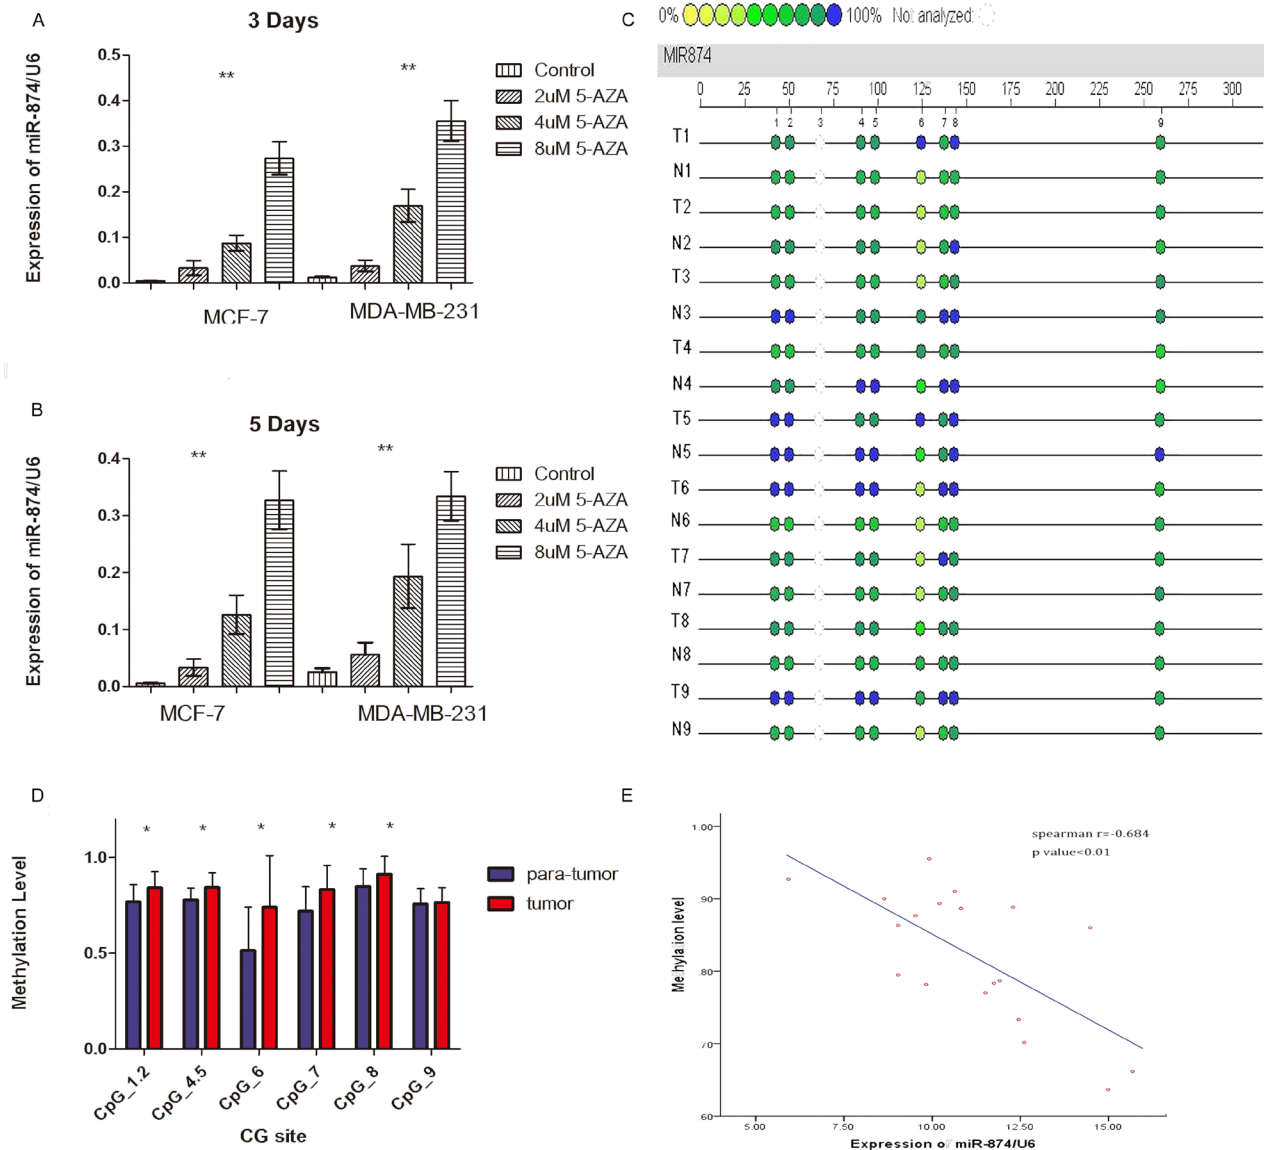 A
3 Days
Expression of miR-874/U6
0.5
0.4
0.3
0.2
0.1
0.0
**
**
Control
2uM 5-AZA
4uM 5-AZA
8uM 5-AZA
MCF-7
MDA-MB-231
B
5 Days
Expression of miR-874/U6
0.4
0.3
0.2
0.1
0.0
**
**
Control
2uM 5-AZA
4uM 5-AZA
8uM 5-AZA
MCF-7
MDA-MB-231
C
0% 100% Not analyzed:
MIR874
0 25 50 75 100 125 150 175 200 225 250 275 300
1 2 3 4 5 6 7 8 9
T1
N1
T2
N2
T3
N3
T4
N4
T5
N5
T6
N6
T7
N7
T8
N8
T9
N9
D
Methylation Level
1.0
0.5
0.0
* * * * *
para-tumor
tumor
CpG_1.2 CpG_4.5 CpG_6 CpG_7 CpG_8 CpG_9
CG site
E
spearman r=-0.684
p value<0.01
Methylation level
1.00
.90
.80
.70
.60
5.00 7.50 10.00 12.50 15.00
Expression of miR-874/U6